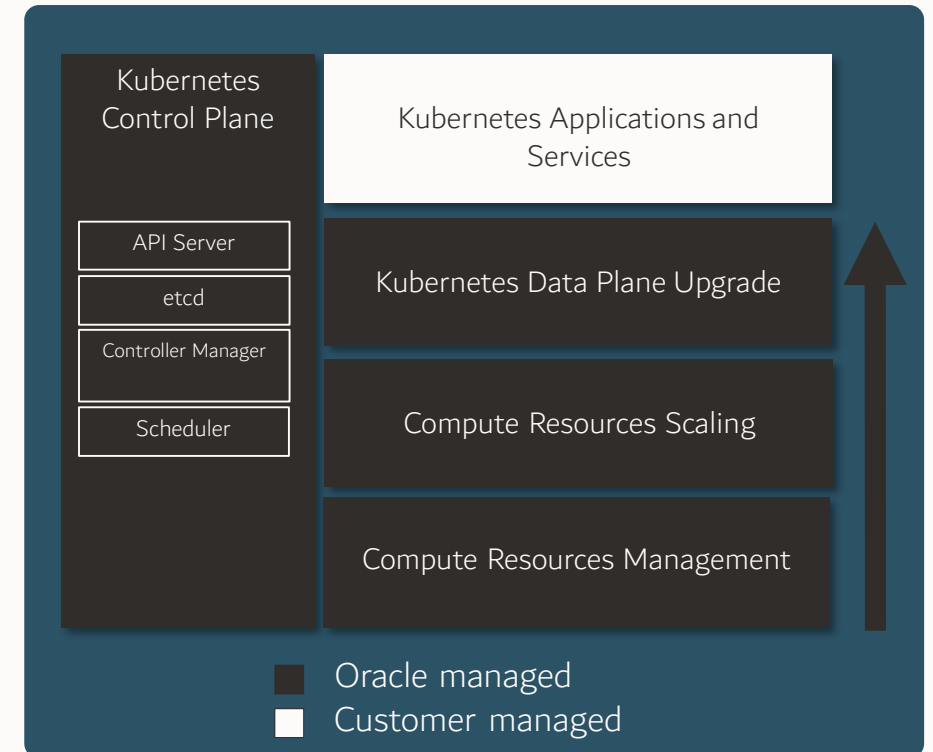 Kubernetes
Control Plane
API Server
etcd
Controller Manager
Scheduler
Kubernetes Applications and
Services
Kubernetes Data Plane Upgrade
Compute Resources Scaling
Compute Resources Management
Oracle managed
Customer managed